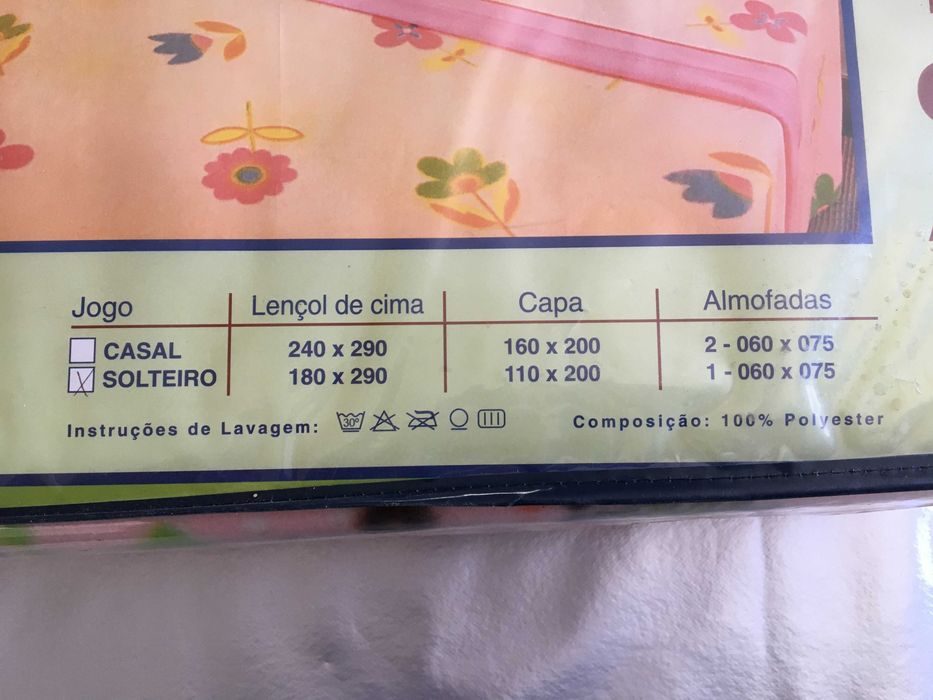 Jogo Lençol de cima Capa Almofadas
CASAL 240 x 290 160 x 200 2 - 060 x 075
SOLTEIRO 180 x 290 110 x 200 1 - 060 x 075
Instruções de Lavagem: 30° Composição: 100% Polyester